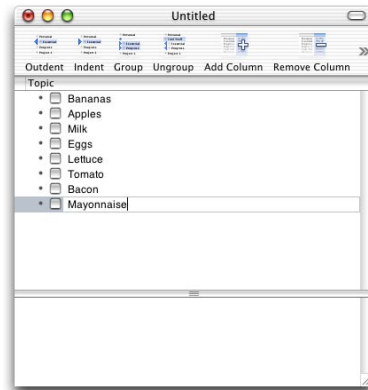 Untitled
Outdent Indent Group Ungroup Add Column Remove Column
Topic
Bananas
Apples
Milk
Eggs
Lettuce
Tomato
Bacon
Mayonnaise